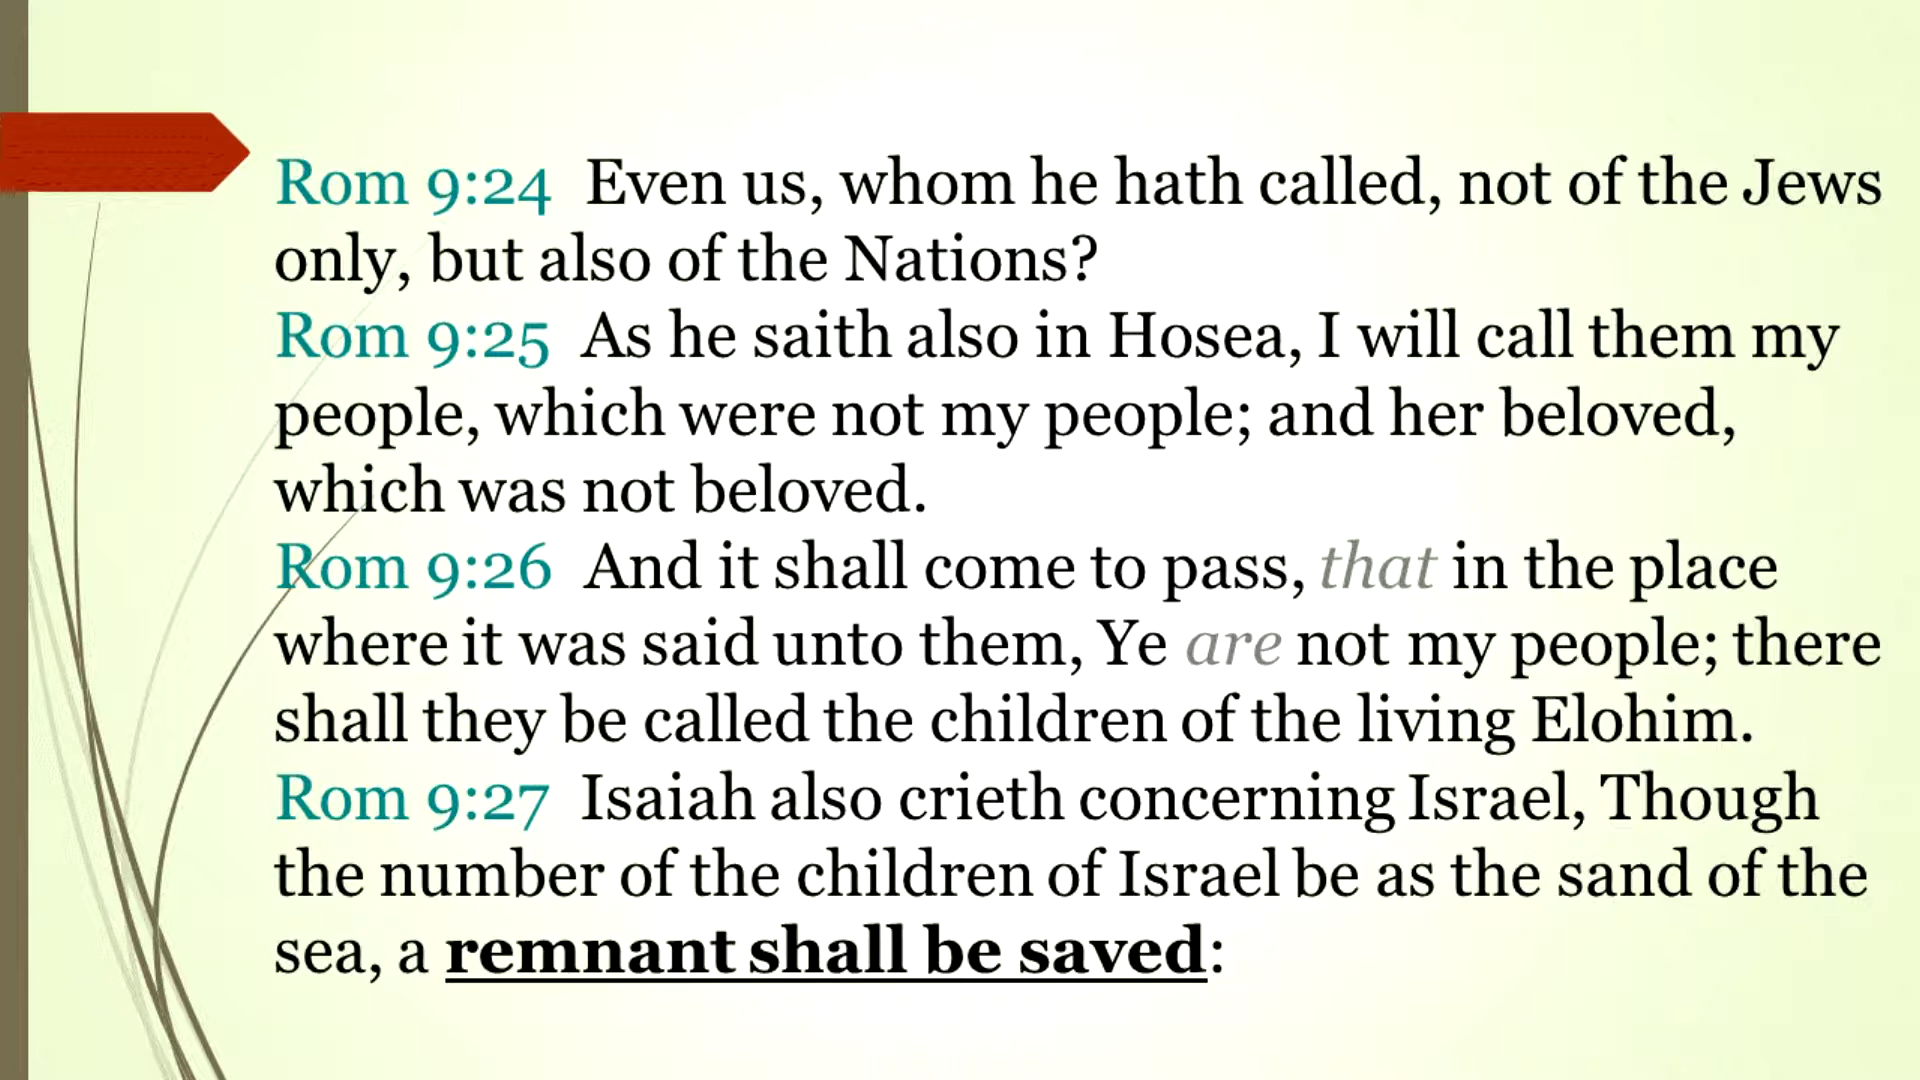 Rom 9:24 Even us, whom he hath called, not of the Jews
only, but also of the Nations?
Rom 9:25 As he saith also in Hosea, I will call them my
people, which were not my people; and her beloved,
which was not beloved.
Rom 9:26 And it shall come to pass, that in the place
where it was said unto them, Ye are not my people; there
shall they be called the children of the living Elohim.
Rom 9:27 Isaiah also crieth concerning Israel, Though
the number of the children of Israel be as the sand of the
sea, a remnant shall be saved: